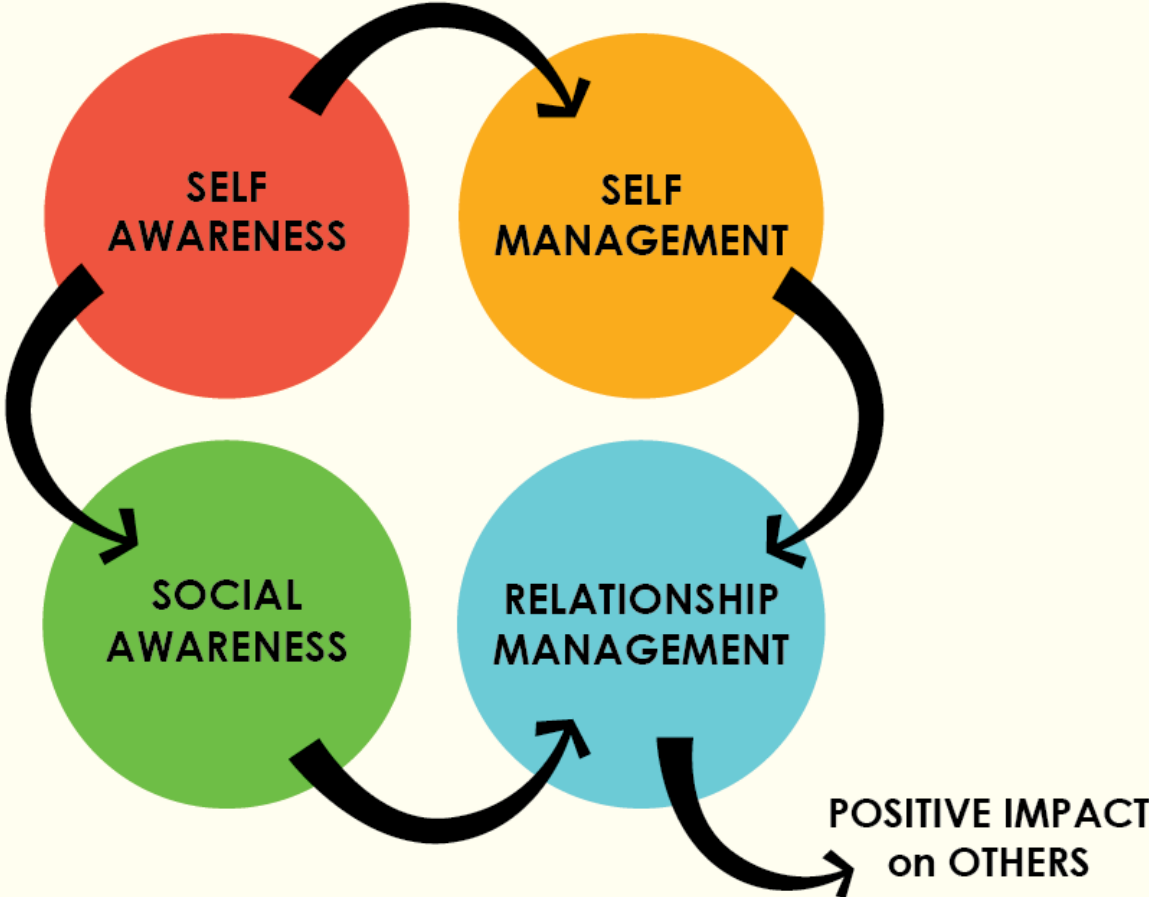 SELF
AWARENESS
SELF
MANAGEMENT
SOCIAL
AWARENESS
RELATIONSHIP
MANAGEMENT
POSITIVE IMPACT
on OTHERS